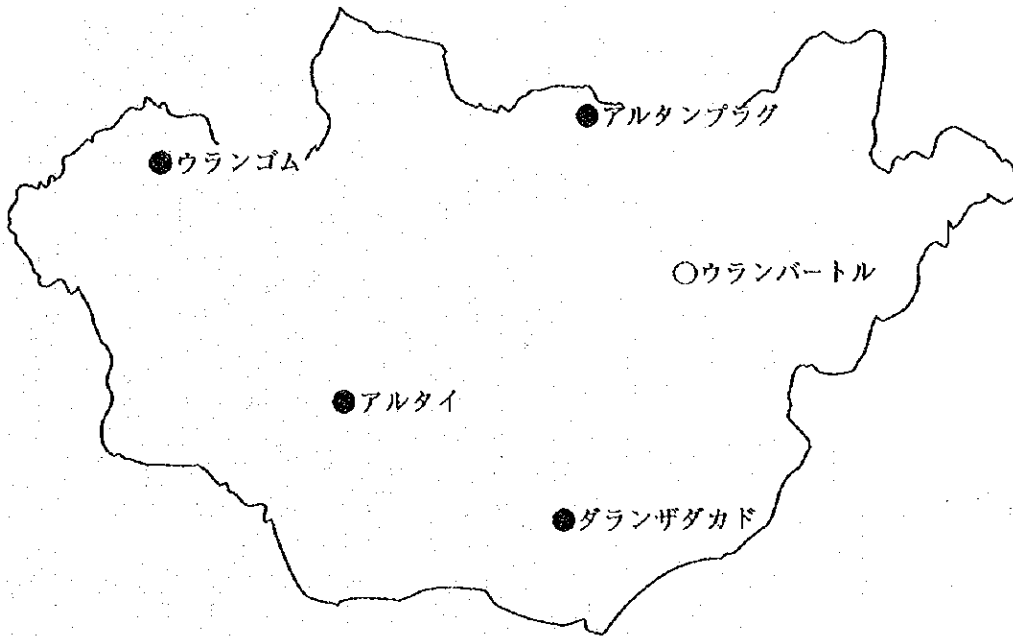 アルタンブラグ
ウランゴム
ウランバートル
アルタイ
ダランザダカド